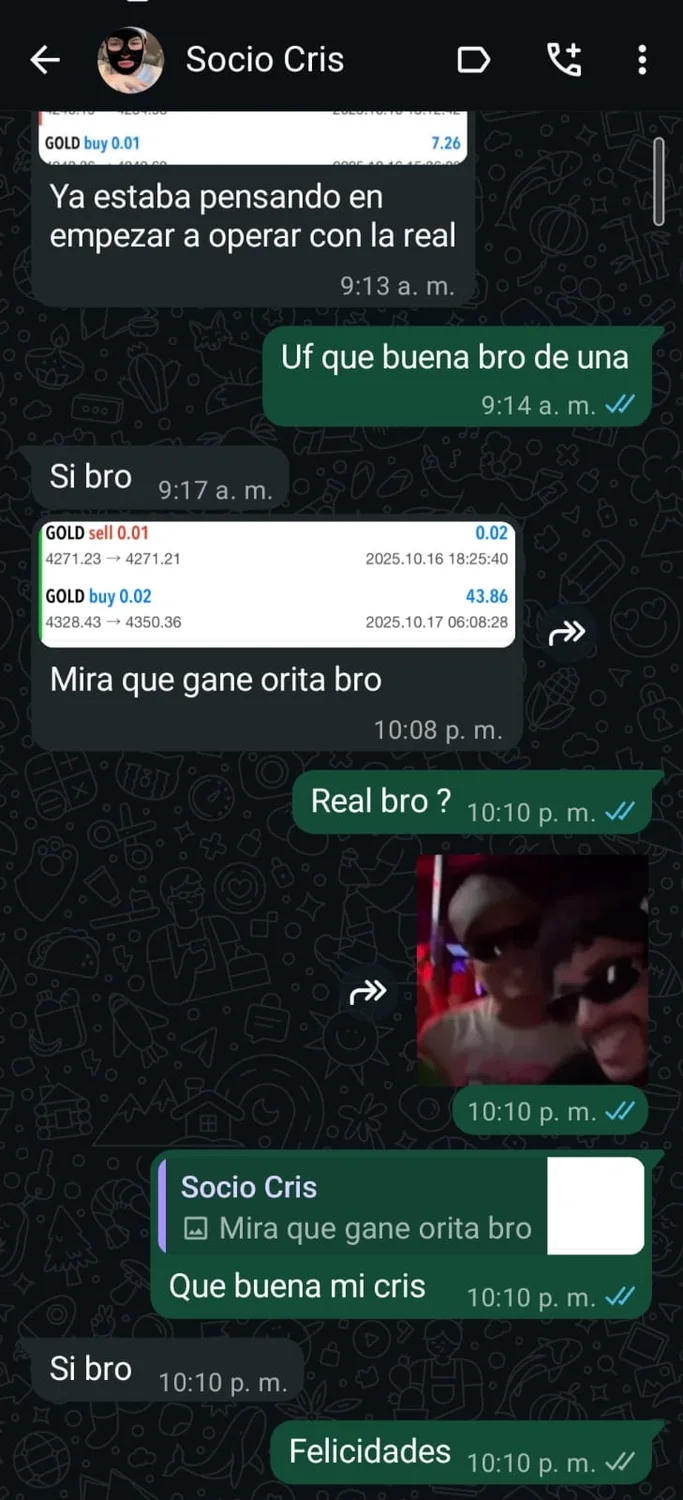 Socio Cris
GOLD buy 0.01 7.26
Ya estaba pensando en
empezar a operar con la real
9:13 a. m.
Uf que buena bro de una
9:14 a. m.
Si bro 9:17 a. m.
GOLD sell 0.01 0.02
4271.23 → 4271.21 2025.10.16 18:25:40
GOLD buy 0.02 43.86
4328.43 → 4350.36 2025.10.17 06:08:28
Mira que gane orita bro
10:08 p. m.
Real bro ? 10:10 p. m.
10:10 p. m.
Socio Cris
Mira que gane orita bro
Que buena mi cris 10:10 p. m.
Si bro 10:10 p. m.
Felicidades 10:10 p. m.